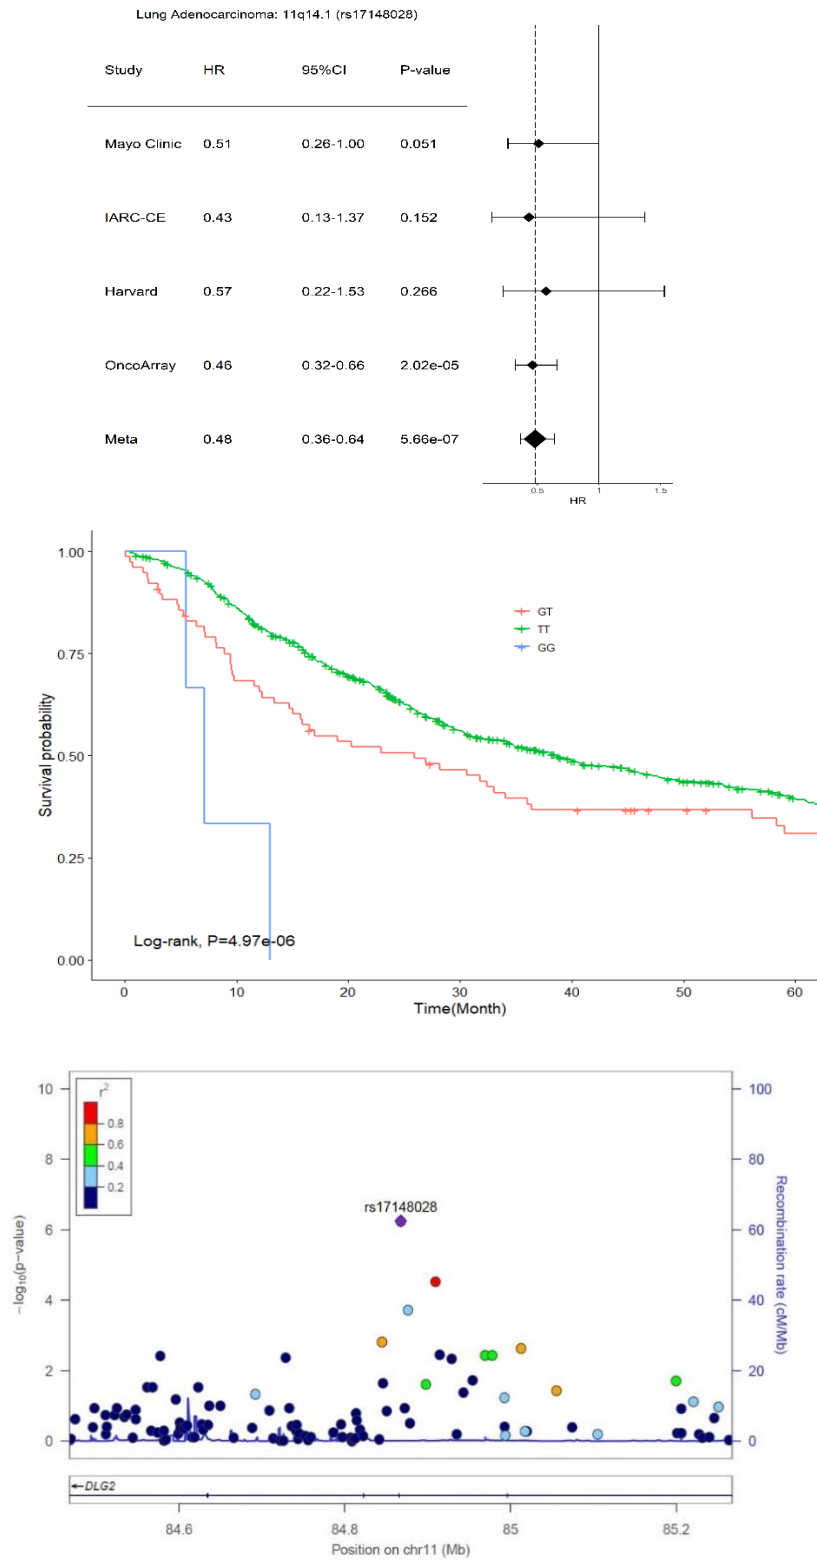 Lung Adenocarcinoma: 11q14.1 (rs17148028)
Study HR 95%CI P-value
Mayo Clinic 0.51 0.26-1.00 0.051
IARC-CE 0.43 0.13-1.37 0.152
Harvard 0.57 0.22-1.53 0.266
OncoArray 0.46 0.32-0.66 2.02e-05
Meta 0.48 0.36-0.64 5.66e-07
0.5 1 1.5
HR
1.00
0.75
0.50
0.25
0.00
Survival probability
GT
TT
GG
Log-rank, P=4.97e-06
0 10 20 30 40 50 60
Time(Month)
10 100
8 80
6 60
4 40
2 20
0 0
−log10(p−value)
Recombination rate (cM/Mb)
r2
0.8
0.6
0.4
0.2
rs17148028
←DLG2
84.6 84.8 85 85.2
Position on chr11 (Mb)